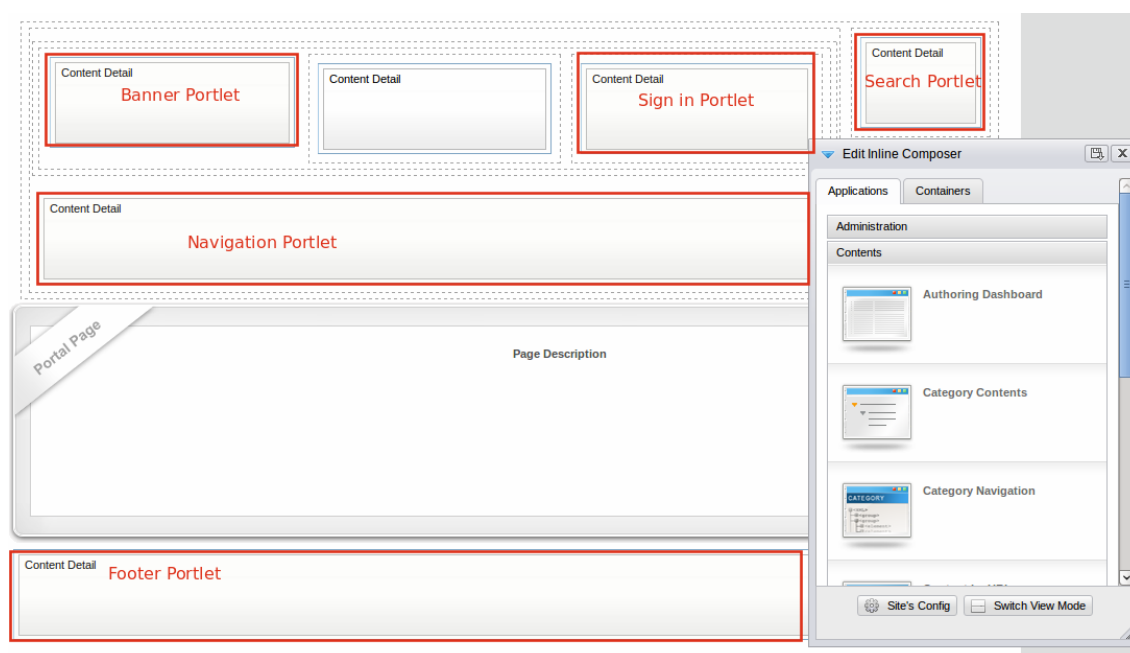 Content Detail
Banner Portlet
Content Detail
Content Detail
Sign in Portlet
Content Detail
Search Portlet
Content Detail
Navigation Portlet
Portal Page
Page Description
Content Detail
Footer Portlet
Edit Inline Composer
X
Applications
Containers
Administration
Contents
Authoring Dashboard
Category Contents
CATEGORY
Category Navigation
Site's Config
Switch View Mode